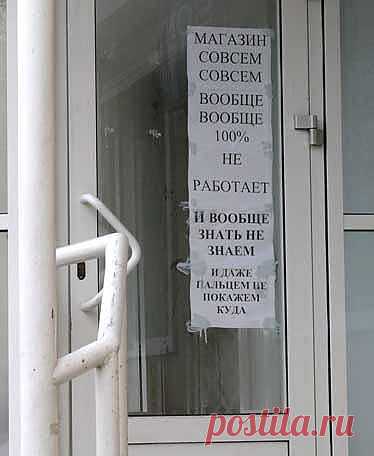 МАГАЗИН
СОВСЕМ
СОВСЕМ
ВООБЩЕ
ВООБЩЕ
100%
НЕ
РАБОТАЕТ
И ВООБЩЕ
ЗНАТЬ НЕ
ЗНАЕМ
И ДАЖЕ
ПАЛЬЦЕМ НЕ
ПОКАЖЕМ
КУДА
postila.ru